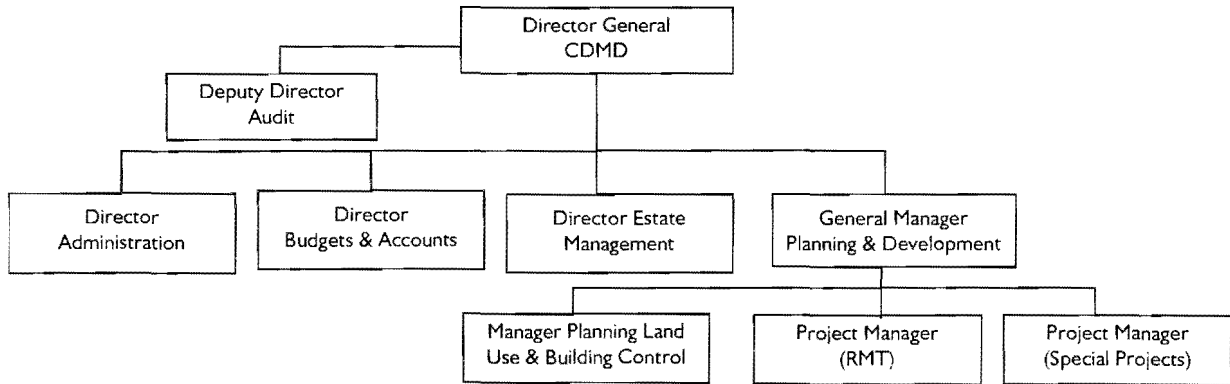 Director General
CDMD
Deputy Director
Audit
Director
Administration
Director
Budgets & Accounts
Director Estate
Management
General Manager
Planning & Development
Manager Planning Land
Use & Building Control
Project Manager
(RMT)
Project Manager
(Special Projects)